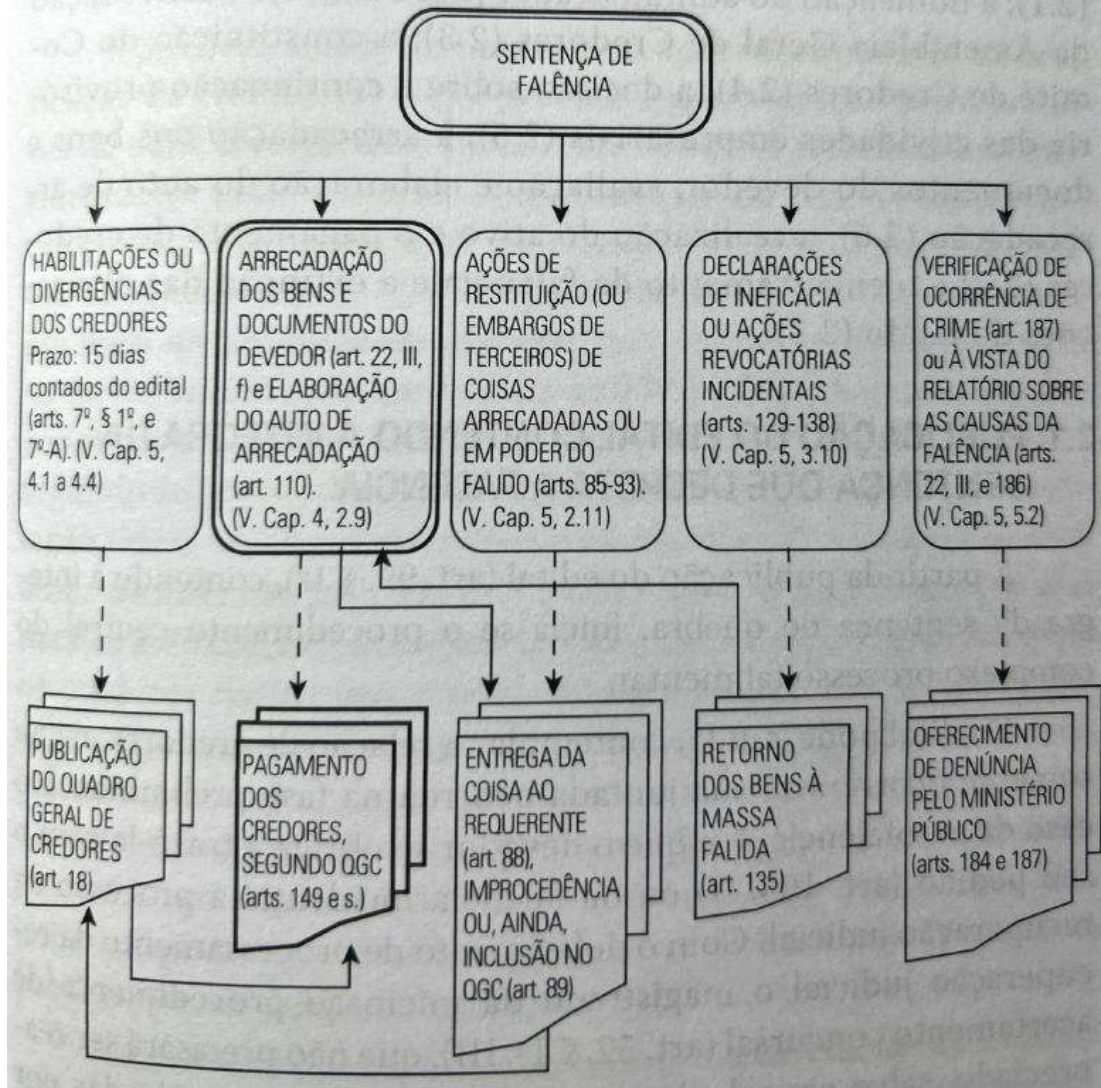 SENTENÇA DE
FALÊNCIA
HABILITAÇÕES OU
DIVERGÊNCIAS
DOS CREDORES
Prazo: 15 dias
contados do edital
(arts. 7º, § 1º, e
7º-A). (V. Cap. 5,
4.1 a 4.4)
ARRECADAÇÃO
DOS BENS E
DOCUMENTOS DO
DEVEDOR (art. 22, III,
f) e ELABORAÇÃO
DO AUTO DE
ARRECADAÇÃO
(art. 110).
(V. Cap. 4, 2.9)
AÇÕES DE
RESTITUIÇÃO (OU
EMBARGOS DE
TERCEIROS) DE
COISAS
ARRECADADAS OU
EM PODER DO
FALIDO (arts. 85-93).
(V. Cap. 5, 2.11)
DECLARAÇÕES
DE INEFICÁCIA
OU AÇÕES
REVOCATÓRIAS
INCIDENTAIS
(arts. 129-138)
(V. Cap. 5, 3.10)
VERIFICAÇÃO DE
OCORRÊNCIA DE
CRIME (art. 187)
ou À VISTA DO
RELATÓRIO SOBRE
AS CAUSAS DA
FALÊNCIA (arts.
22, III, e 186)
(V. Cap. 5, 5.2)
PUBLICAÇÃO
DO QUADRO
GERAL DE
CREDORES
(art. 18)
PAGAMENTO
DOS
CREDORES,
SEGUNDO QGC
(arts. 149 e s.)
ENTREGA DA
COISA AO
REQUERENTE
(art. 88),
IMPROCEDÊNCIA
OU, AINDA,
INCLUSÃO NO
QGC (art. 89)
RETORNO
DOS BENS À
MASSA
FALIDA
(art. 135)
OFERECIMENTO
DE DENÚNCIA
PELO MINISTÉRIO
PÚBLICO
(arts. 184 e 187)